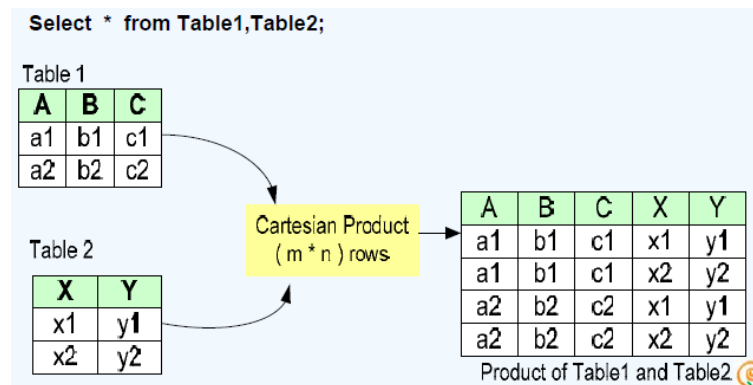 Select * from Table1,Table2;
Table 1
A B C
a1 b1 c1
a2 b2 c2
Cartesian Product
( m * n ) rows
Table 2
X Y
x1 y1
x2 y2
A B C X Y
a1 b1 c1 x1 y1
a1 b1 c1 x2 y2
a2 b2 c2 x1 y1
a2 b2 c2 x2 y2
Product of Table1 and Table2